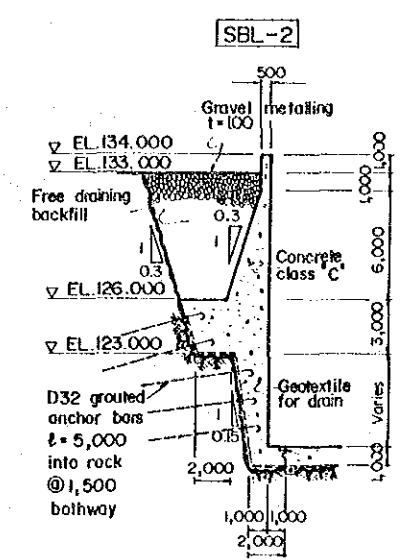 SBL-2
500
Gravel metalling
t=100
▽ EL.134.000
▽ EL.133.000
1,000
1,000
Free draining
backfill
0.3
1
1
0.3
Concrete
class "C"
6,000
▽ EL.126.000
3,000
▽ EL.123.000
D32 grouted
anchor bars
ℓ= 5,000
into rock
@ 1,500
bothway
Geotextile
for drain
Varies
1
0.15
2,000
1,000
1,000 1,000
2,000